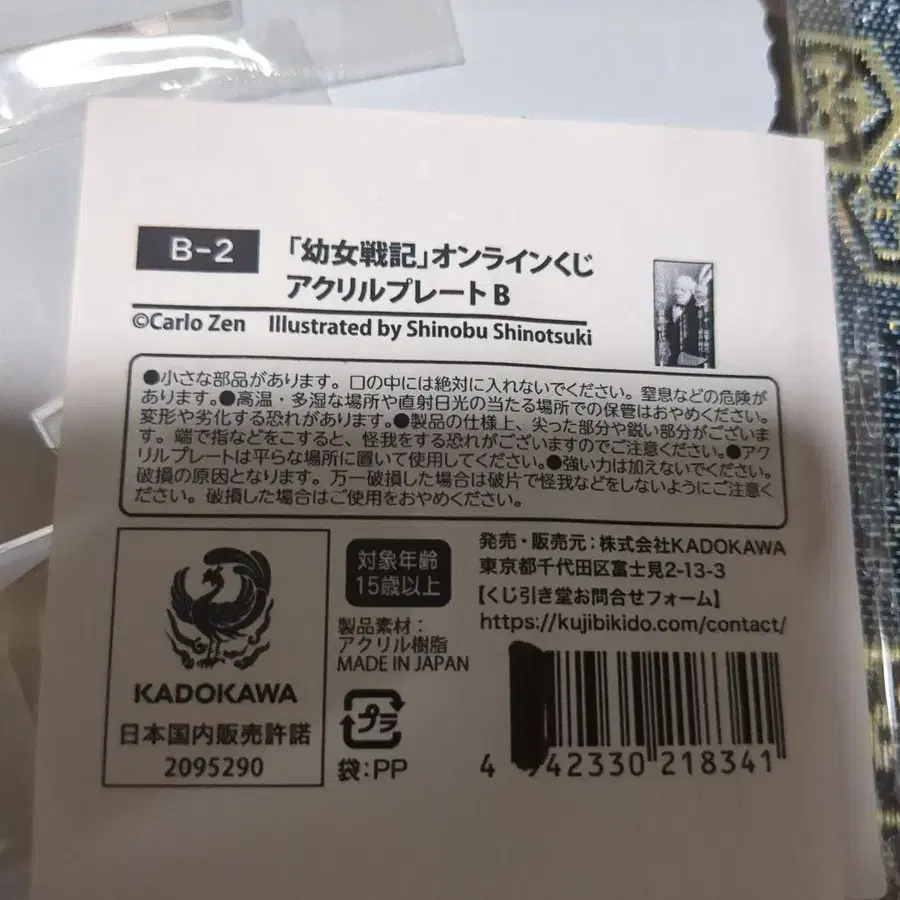 B-2
「幼女戦記」オンラインくじ
アクリルプレートB
©Carlo Zen Illustrated by Shinobu Shinotsuki
●小さな部品があります。口の中には絶対に入れないでください。窒息などの危険が
あります。●高温・多湿な場所や直射日光の当たる場所での保管はおやめください。
変形や劣化する恐れがあります。●製品の仕様上、尖った部分や鋭い部分がございま
す。端で指などをこすると、怪我をする恐れがございますのでご注意ください。●アク
リルプレートは平らな場所に置いて使用してください。●強い力は加えないでください。
破損の原因となります。万一破損した場合は破片で怪我などをしないようにご注意く
ださい。破損した場合はご使用をおやめください。
KADOKAWA
日本国内販売許諾
2095290
対象年齢
15歳以上
製品素材：
アクリル樹脂
MADE IN JAPAN
プラ
袋：PP
発売・販売元：株式会社KADOKAWA
東京都千代田区富士見2-13-3
【くじ引き堂お問合せフォーム】
https://kujibikido.com/contact/
4 942330 218341